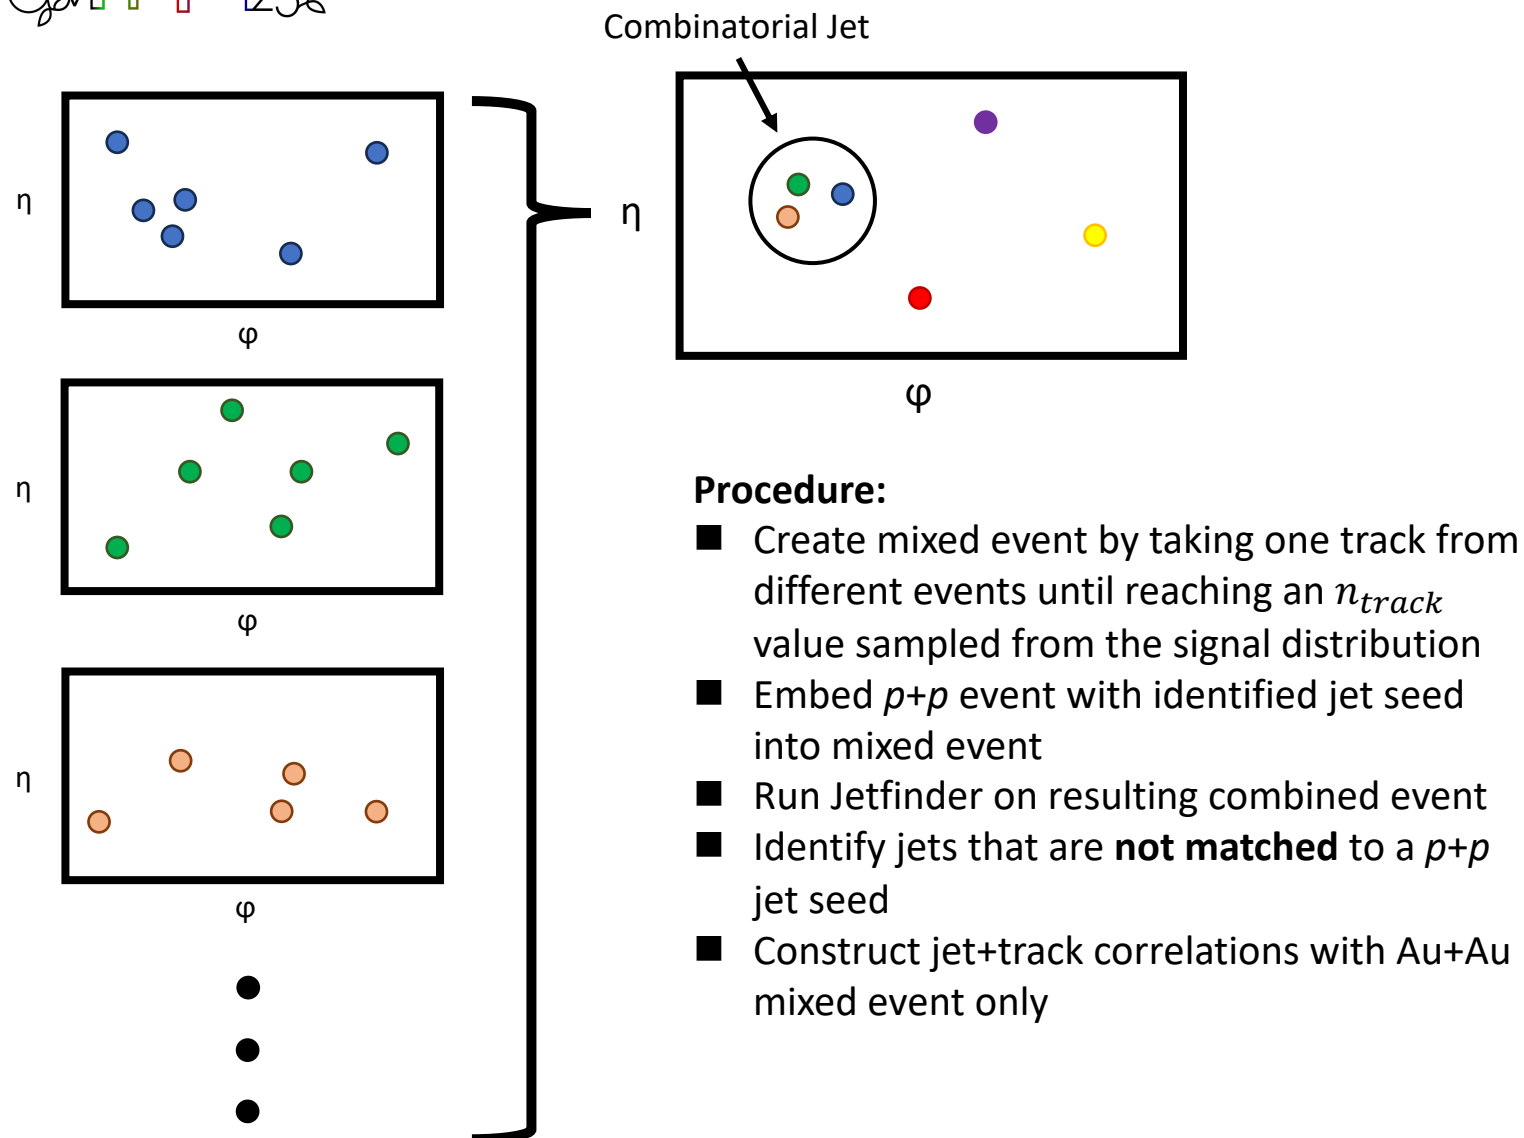 Combinatorial Jet
η
φ
η
φ
η
φ
η
φ
Procedure:
■ Create mixed event by taking one track from
different events until reaching an n_{track}
value sampled from the signal distribution
■ Embed p+p event with identified jet seed
into mixed event
■ Run Jetfinder on resulting combined event
■ Identify jets that are not matched to a p+p
jet seed
■ Construct jet+track correlations with Au+Au
mixed event only